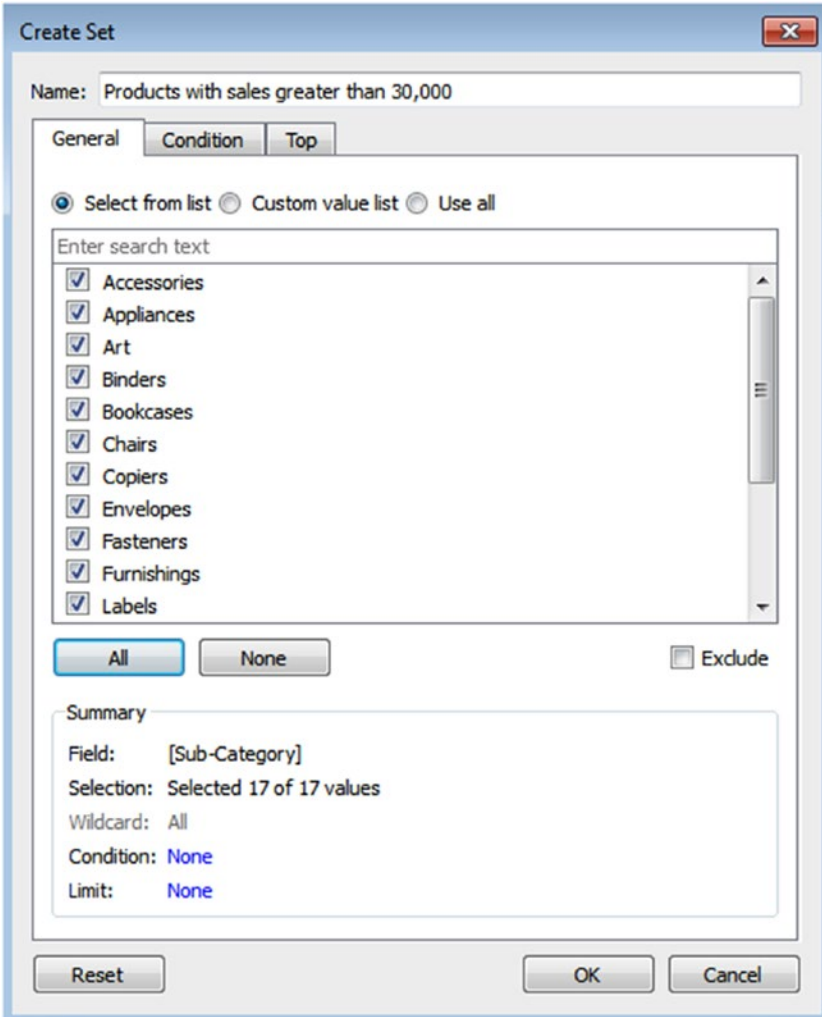 Create Set
Name: Products with sales greater than 30,000
General Condition Top
Select from list Custom value list Use all
Enter search text
Accessories
Appliances
Art
Binders
Bookcases
Chairs
Copiers
Envelopes
Fasteners
Furnishings
Labels
All None Exclude
Summary
Field: [Sub-Category]
Selection: Selected 17 of 17 values
Wildcard: All
Condition: None
Limit: None
Reset OK Cancel